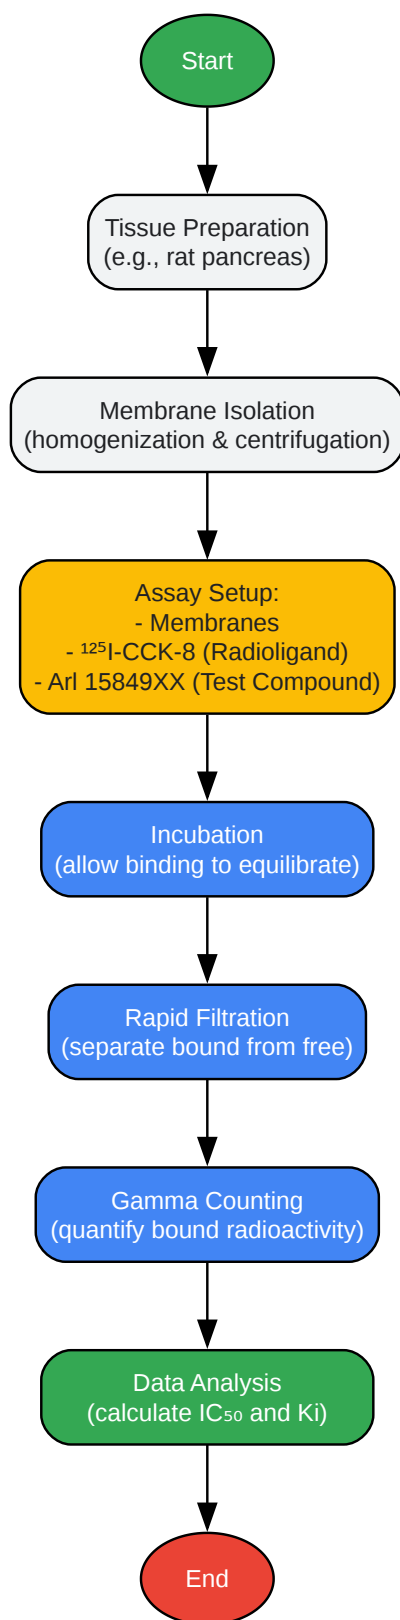 Start
Tissue Preparation
(e.g., rat pancreas)
Membrane Isolation
(homogenization & centrifugation)
Assay Setup:
- Membranes
- ¹²⁵I-CCK-8 (Radioligand)
- Arl 15849XX (Test Compound)
Incubation
(allow binding to equilibrate)
Rapid Filtration
(separate bound from free)
Gamma Counting
(quantify bound radioactivity)
Data Analysis
(calculate IC₅₀ and Ki)
End